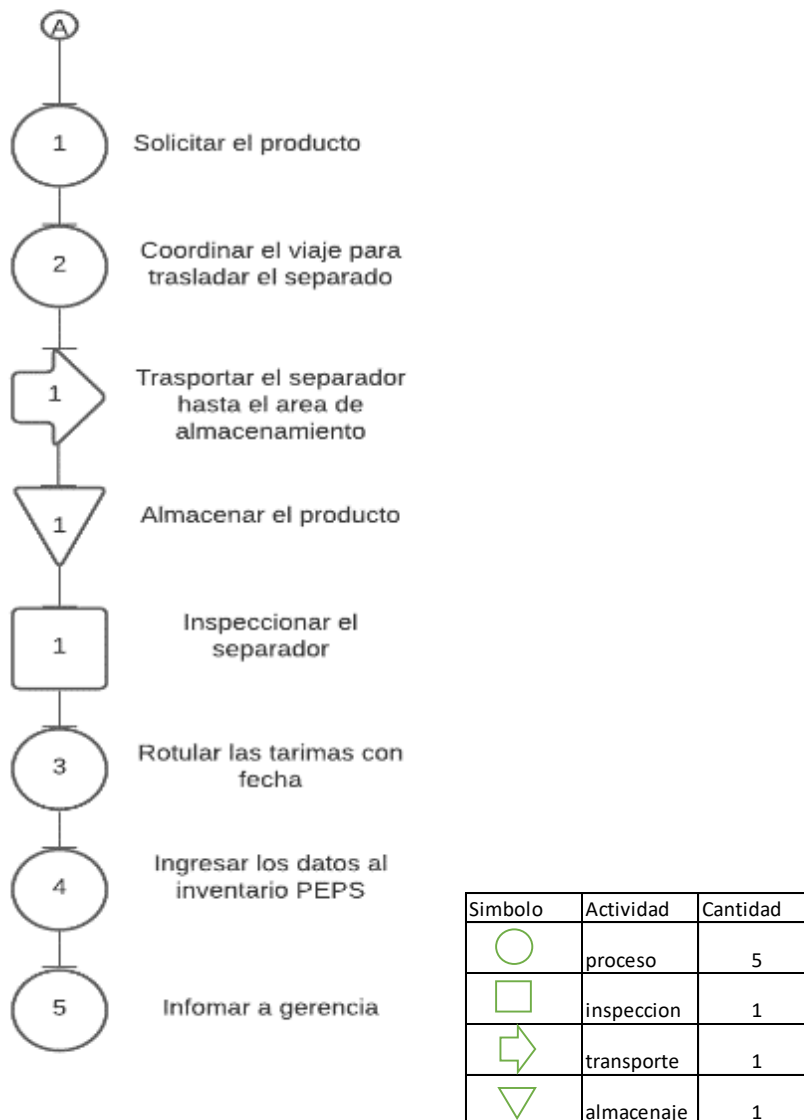 A
1
Solicitar el producto
2
Coordinar el viaje para
trasladar el separado
1
Trasportar el separador
hasta el area de
almacenamiento
1
Almacenar el producto
1
Inspeccionar el
separador
3
Rotular las tarimas con
fecha
4
Ingresar los datos al
inventario PEPS
5
Infomar a gerencia
Simbolo Actividad Cantidad
proceso 5
inspeccion 1
transporte 1
almacenaje 1